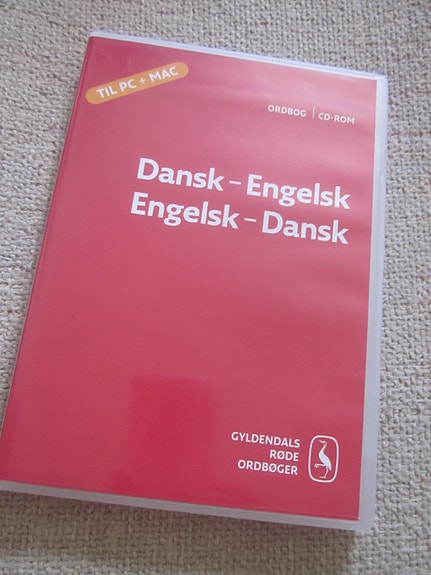 TIL PC + MAC
ORDBOG | CD-ROM
Dansk – Engelsk
Engelsk – Dansk
GYLDENDALS
RØDE
ORDBØGER